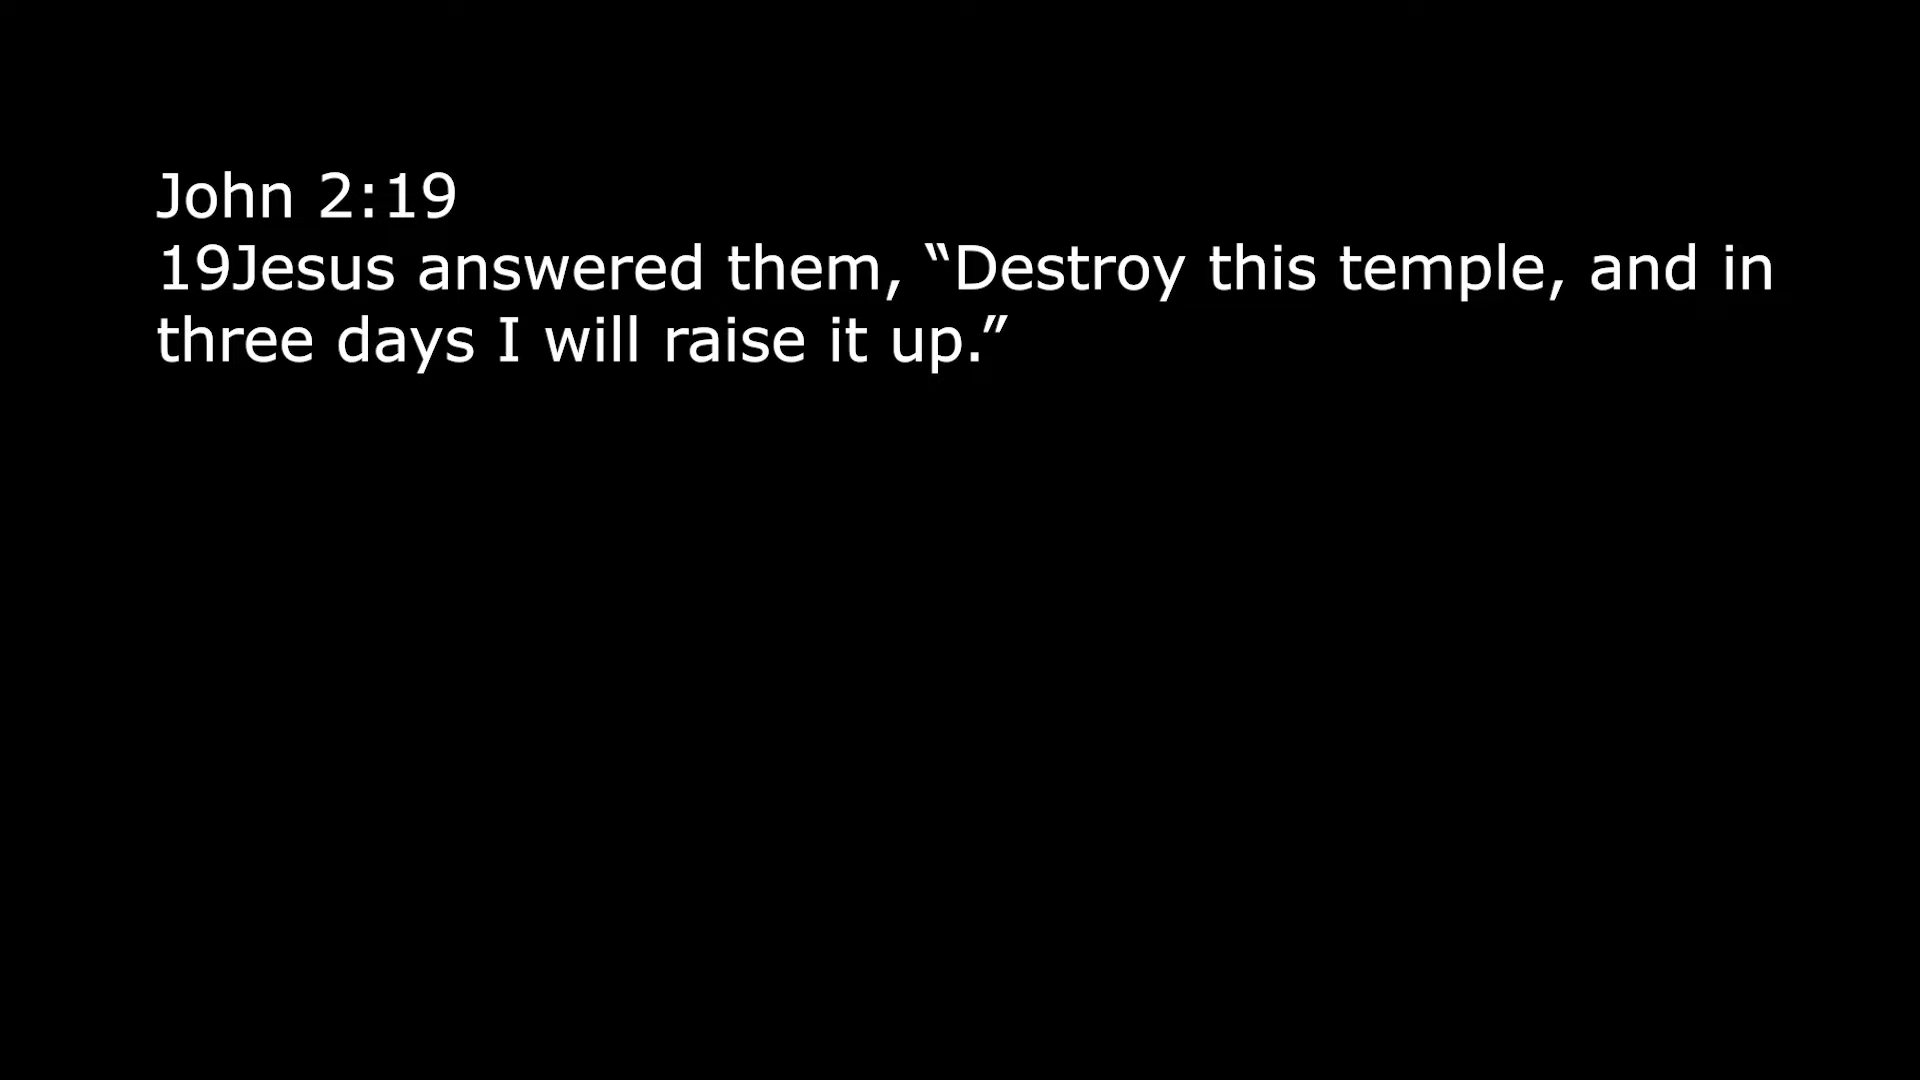 John 2:19
19Jesus answered them, “Destroy this temple, and in
three days I will raise it up.”